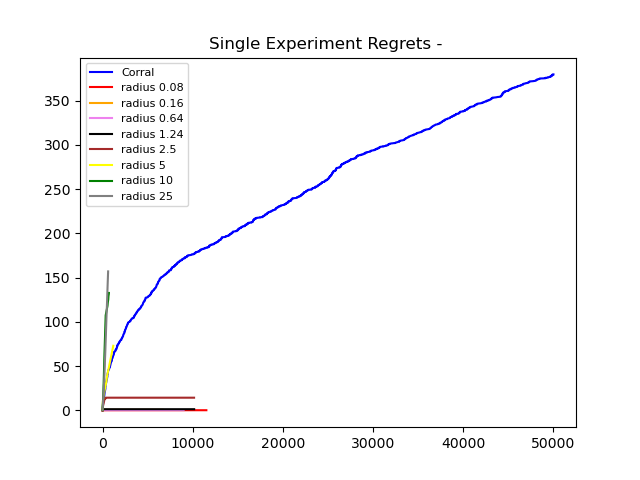 Single Experiment Regrets -
Corral
radius 0.08
radius 0.16
radius 0.64
radius 1.24
radius 2.5
radius 5
radius 10
radius 25
350
300
250
200
150
100
50
0
0 10000 20000 30000 40000 50000